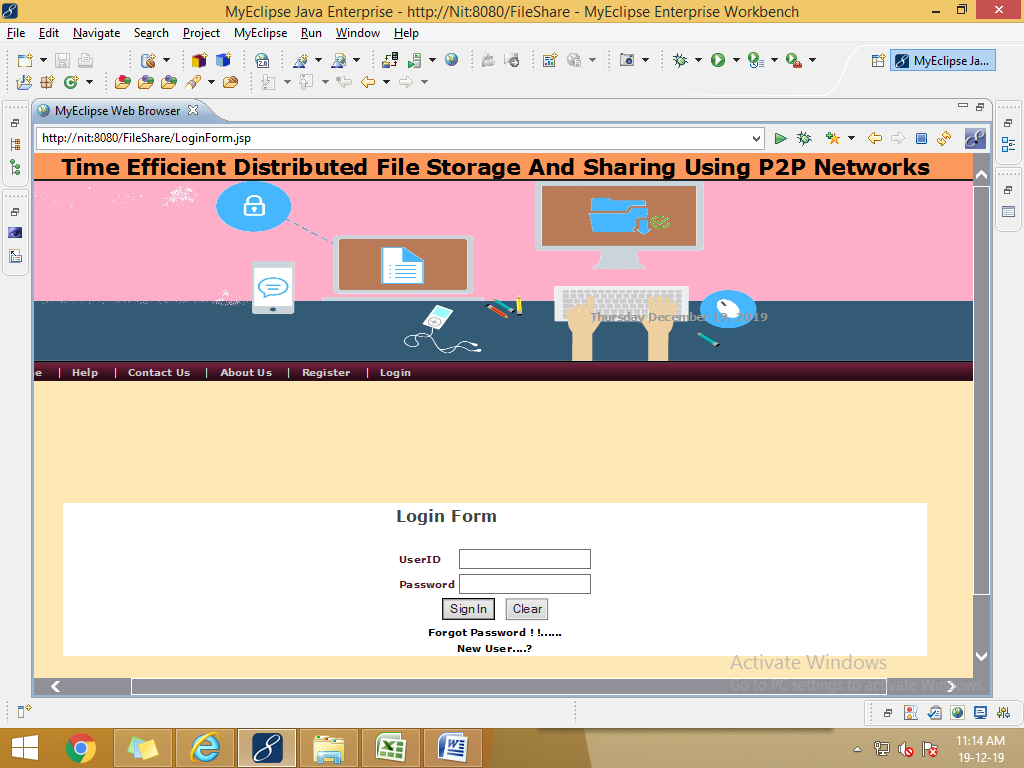 MyEclipse Java Enterprise - http://Nit:8080/FileShare - MyEclipse Enterprise Workbench
File Edit Navigate Search Project MyEclipse Run Window Help
MyEclipse Ja...
MyEclipse Web Browser
http://nit:8080/FileShare/LoginForm.jsp
Time Efficient Distributed File Storage And Sharing Using P2P Networks
Thursday December 19, 2019
e | Help | Contact Us | About Us | Register | Login
Login Form
UserID
Password
Sign In Clear
Forgot Password ! !......
New User....?
Activate Windows
Go to PC settings to activate Windows.
11:14 AM
19-12-19